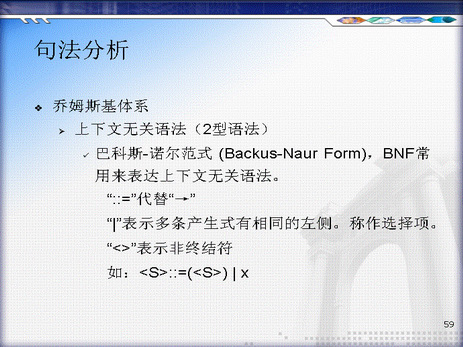 句法分析
乔姆斯基体系
上下文无关语法（2型语法）
巴科斯-诺尔范式 (Backus-Naur Form)，BNF常
用来表达上下文无关语法。
“::=”代替“→”
“|”表示多条产生式有相同的左侧。称作选择项。
“<>”表示非终结符
如：<S>::=(<S>) | x
59